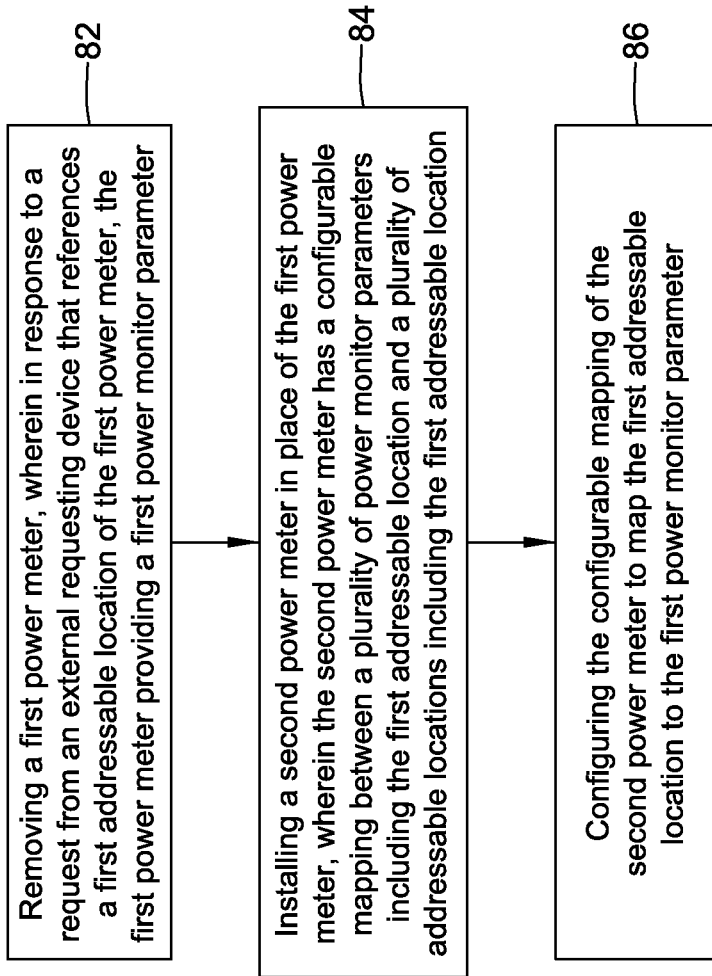 Removing a first power meter, wherein in response to a
request from an external requesting device that references
a first addressable location of the first power meter, the
first power meter providing a first power monitor parameter
82
Installing a second power meter in place of the first power
meter, wherein the second power meter has a configurable
mapping between a plurality of power monitor parameters
including the first addressable location and a plurality of
addressable locations including the first addressable location
84
Configuring the configurable mapping of the
second power meter to map the first addressable
location to the first power monitor parameter
86